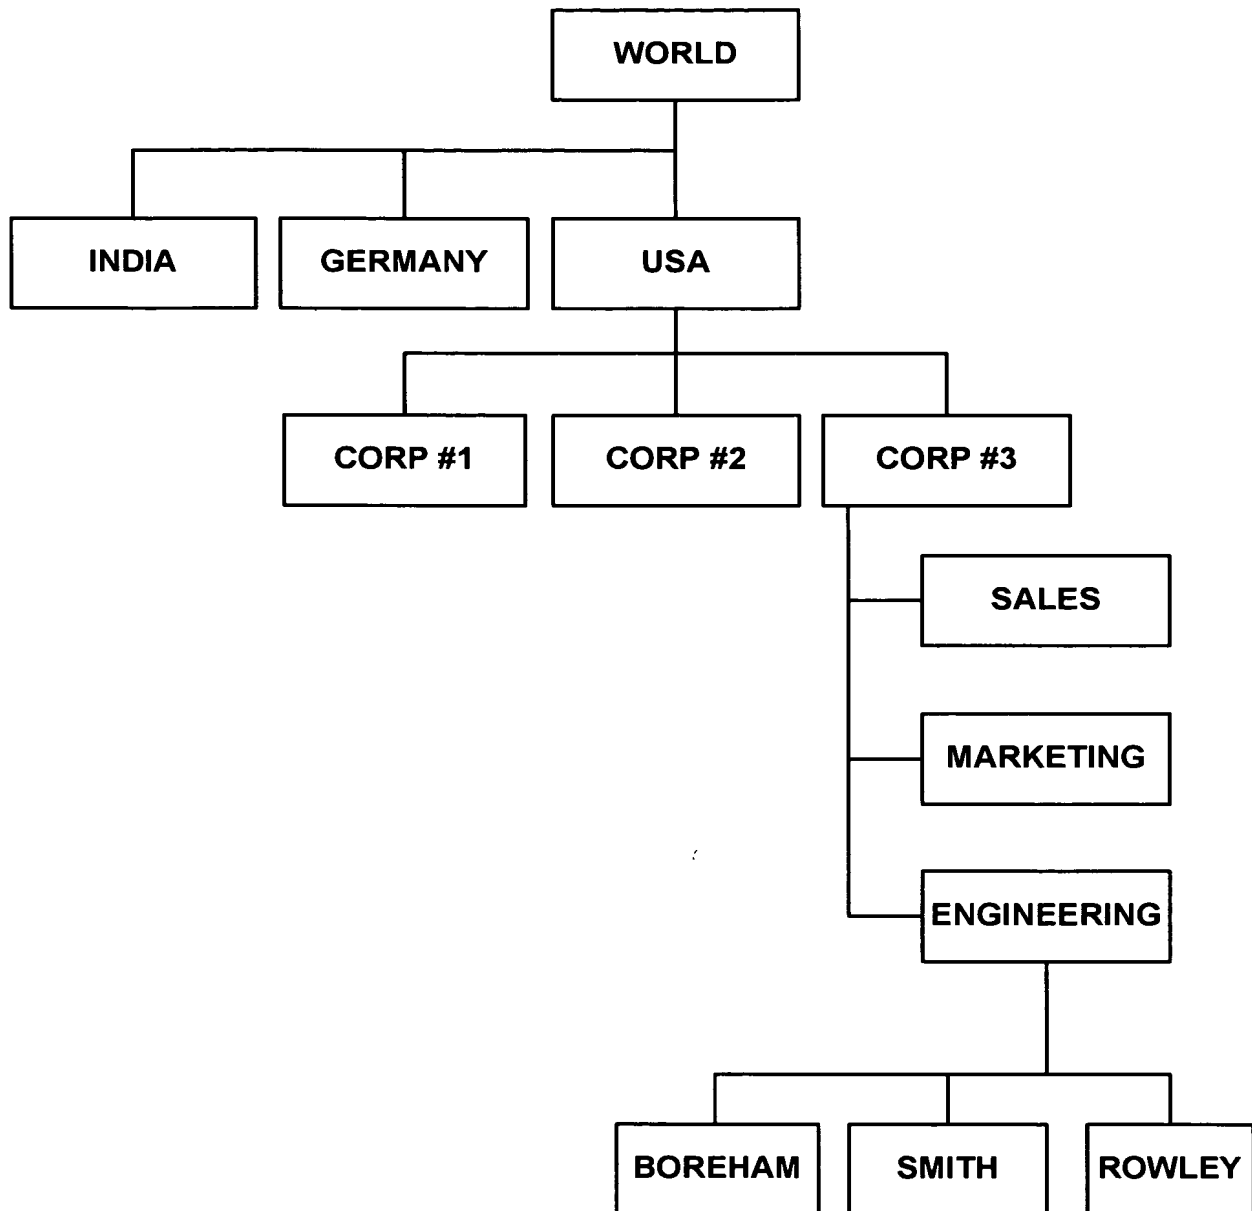 WORLD
INDIA
GERMANY
USA
CORP #1
CORP #2
CORP #3
SALES
MARKETING
ENGINEERING
BOREHAM
SMITH
ROWLEY